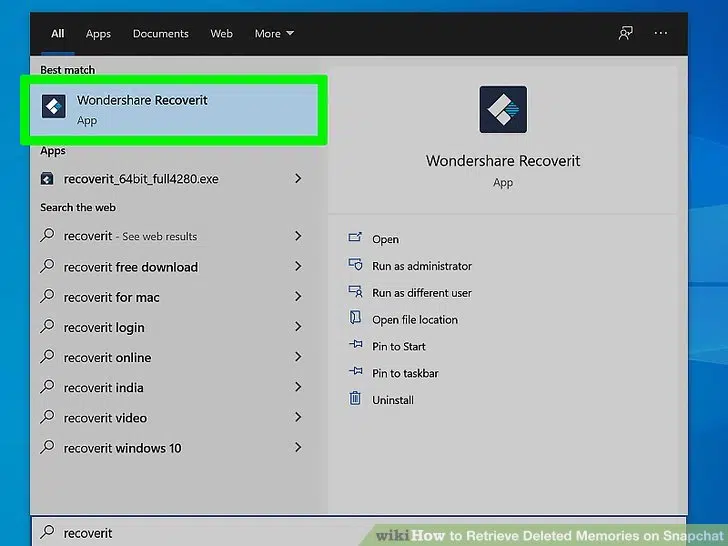 All Apps Documents Web More
Best match
Wondershare Recoverit
App
Apps
recoverit_64bit_full4280.exe
Search the web
recoverit - See web results
recoverit free download
recoverit for mac
recoverit login
recoverit online
recoverit india
recoverit video
recoverit windows 10
Wondershare Recoverit
App
Open
Run as administrator
Run as different user
Open file location
Pin to Start
Pin to taskbar
Uninstall
recoverit
wikiHow to Retrieve Deleted Memories on Snapchat